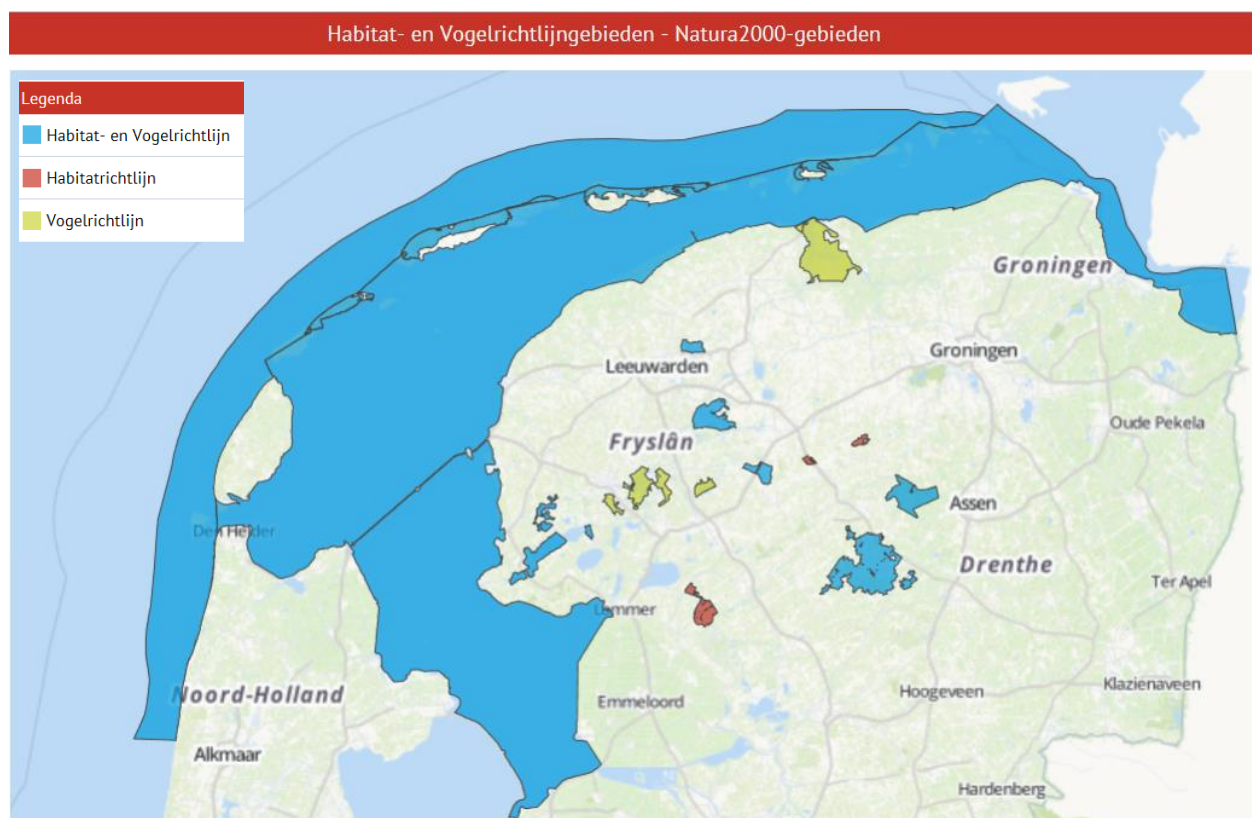 Habitat- en Vogelrichtlijngebieden - Natura2000-gebieden
Legenda
Habitat- en Vogelrichtlijn
Habitatrichtlijn
Vogelrichtlijn
Groningen
Groningen
Leeuwarden
Oude Pekela
Fryslân
Assen
Den Helder
Drenthe
Ter Apel
Lemmer
Noord-Holland
Emmeloord
Hoogeveen
Klazienaveen
Alkmaar
Hardenberg